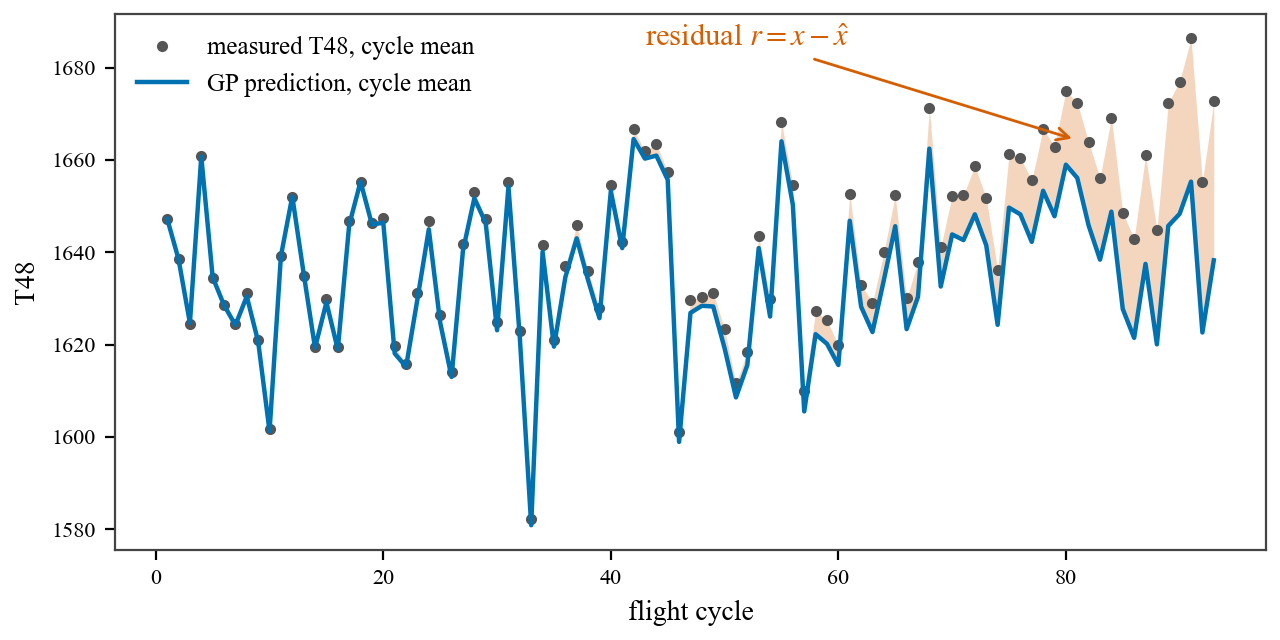 residual r = x − x̂
measured T48, cycle mean
GP prediction, cycle mean
1680
1660
1640
1620
1600
1580
T48
0 20 40 60 80
flight cycle